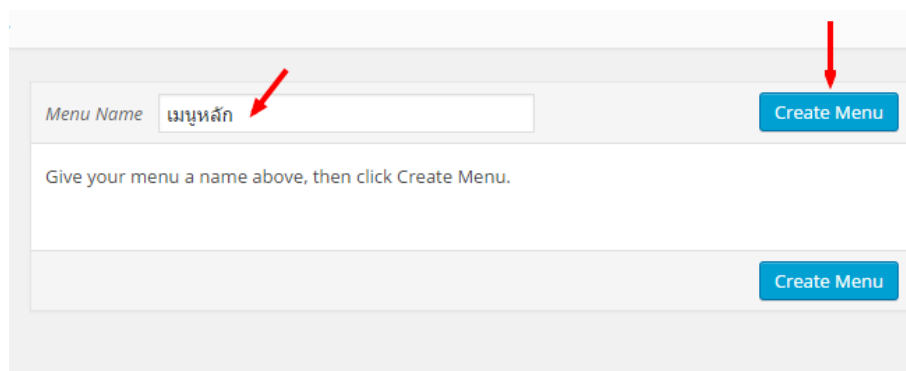 Menu Name เมนูหลัก Create Menu
Give your menu a name above, then click Create Menu.
Create Menu